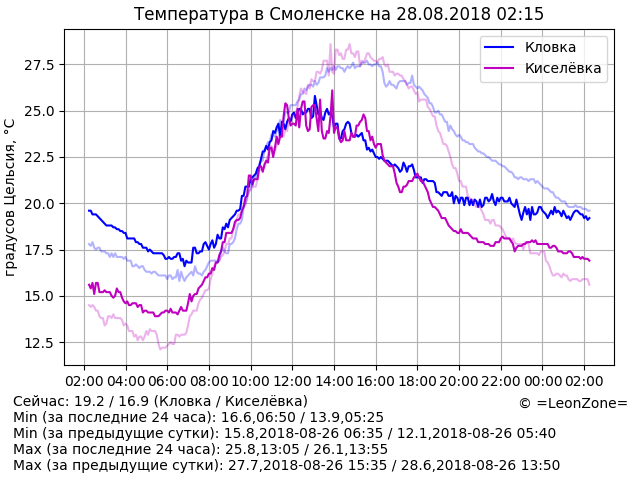 Температура в Смоленске на 28.08.2018 02:15
градусов Цельсия, °C
27.5
25.0
22.5
20.0
17.5
15.0
12.5
Кловка
Киселёвка
02:00 04:00 06:00 08:00 10:00 12:00 14:00 16:00 18:00 20:00 22:00 00:00 02:00
Сейчас: 19.2 / 16.9 (Кловка / Киселёвка)
© =LeonZone=
Min (за последние 24 часа): 16.6,06:50 / 13.9,05:25
Min (за предыдущие сутки): 15.8,2018-08-26 06:35 / 12.1,2018-08-26 05:40
Max (за последние 24 часа): 25.8,13:05 / 26.1,13:55
Max (за предыдущие сутки): 27.7,2018-08-26 15:35 / 28.6,2018-08-26 13:50